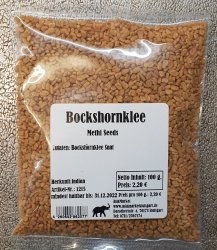 Bockshornklee
Methi Seeds
Zutaten: Bockshornklee Saat
Herkunft: Indien
Artikel-Nr.: 1215
mindest haltbar bis: 31.12.2022
Netto Inhalt: 100 g.
Preis: 2,20 €
Preis pro 100 g.: 2,20 €